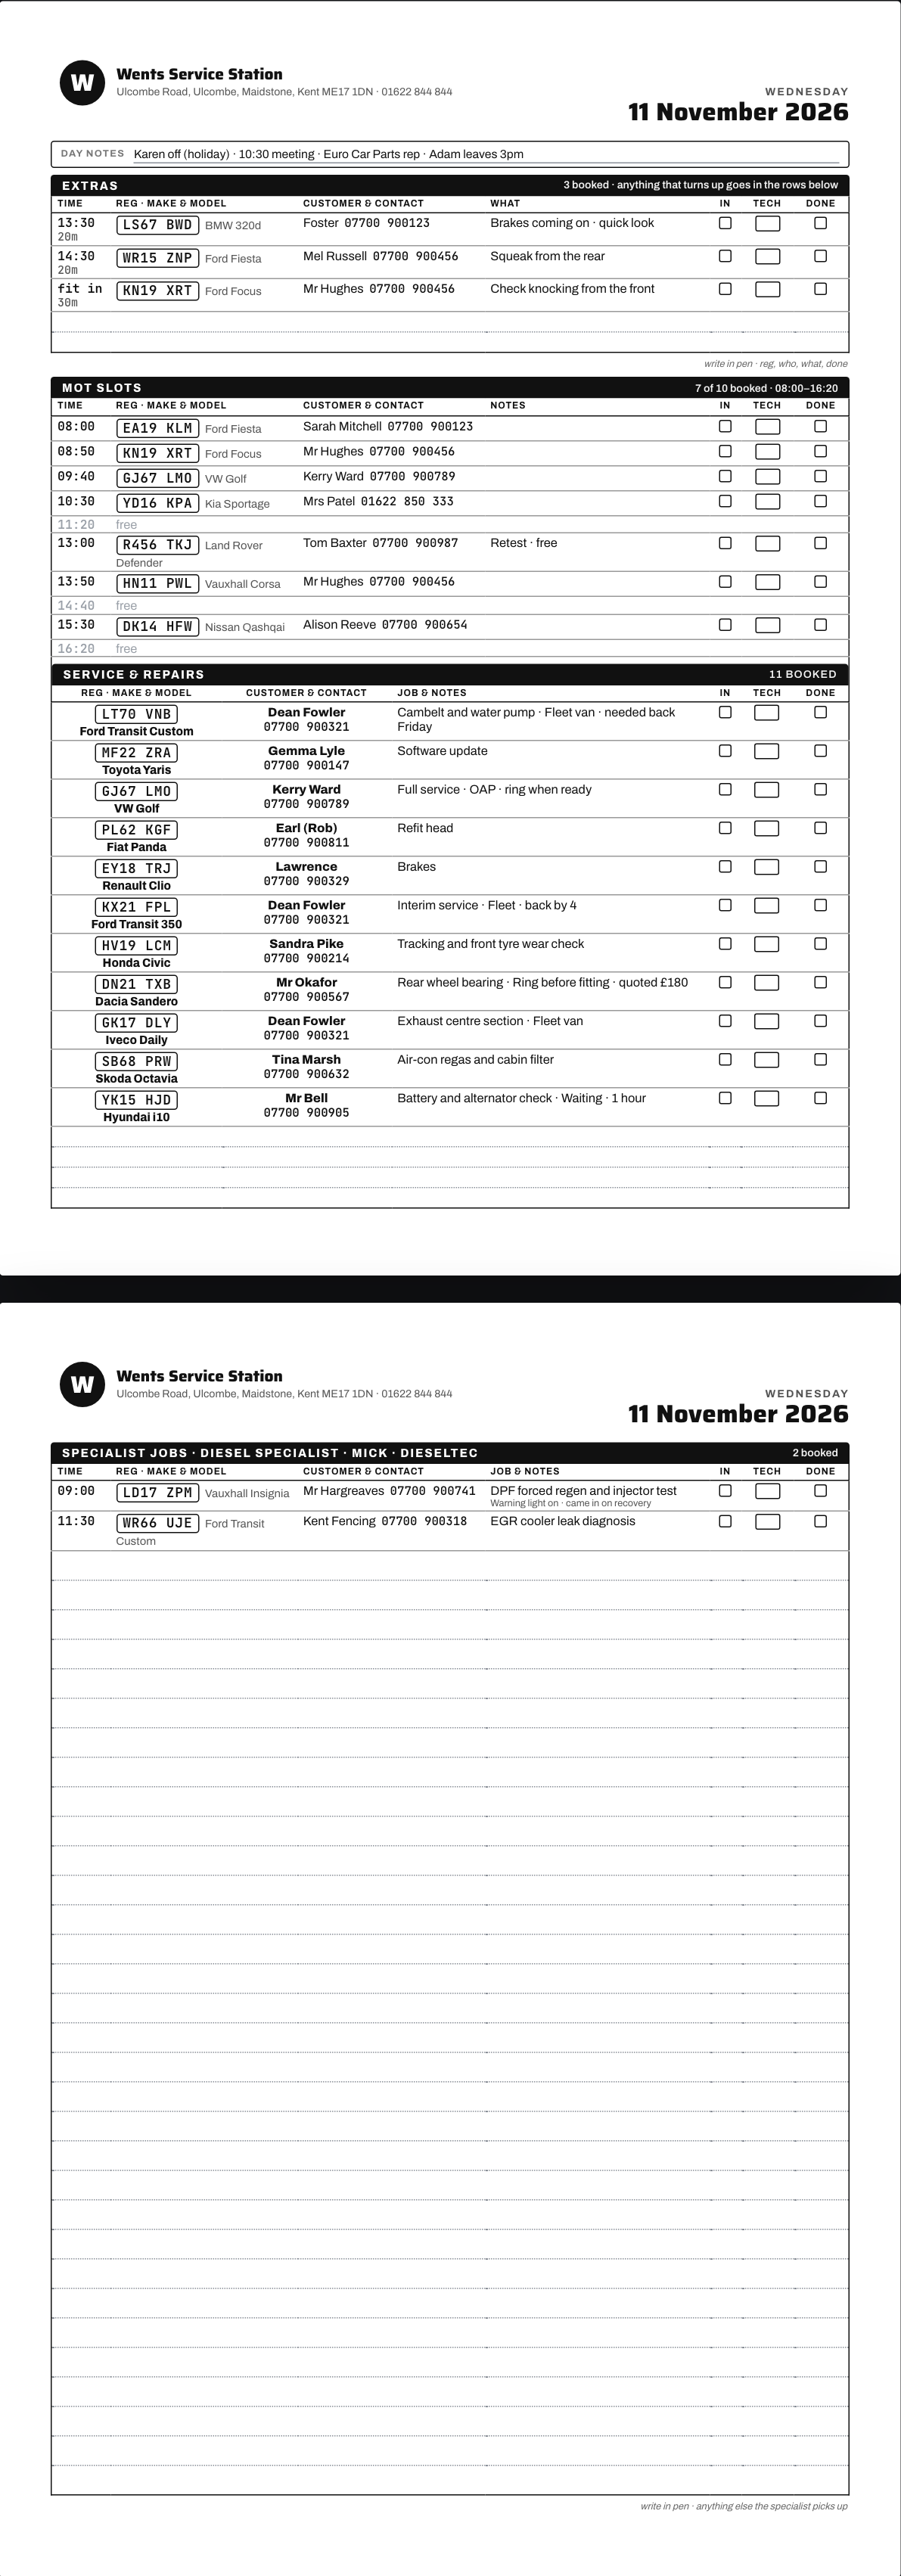 W
Wents Service Station
Ulcombe Road, Ulcombe, Maidstone, Kent ME17 1DN · 01622 844 844
WEDNESDAY
11 November 2026
DAY NOTES Karen off (holiday) · 10:30 meeting · Euro Car Parts rep · Adam leaves 3pm
EXTRAS 3 booked · anything that turns up goes in the rows below
TIME REG · MAKE & MODEL CUSTOMER & CONTACT WHAT IN TECH DONE
13:30 LS67 BWD BMW 320d Foster 07700 900123 Brakes coming on · quick look
20m
14:30 WR15 ZNP Ford Fiesta Mel Russell 07700 900456 Squeak from the rear
20m
fit in KN19 XRT Ford Focus Mr Hughes 07700 900456 Check knocking from the front
30m
write in pen · reg, who, what, done
MOT SLOTS 7 of 10 booked · 08:00–16:20
TIME REG · MAKE & MODEL CUSTOMER & CONTACT NOTES IN TECH DONE
08:00 EA19 KLM Ford Fiesta Sarah Mitchell 07700 900123
08:50 KN19 XRT Ford Focus Mr Hughes 07700 900456
09:40 GJ67 LMO VW Golf Kerry Ward 07700 900789
10:30 YD16 KPA Kia Sportage Mrs Patel 01622 850 333
11:20 free
13:00 R456 TKJ Land Rover Tom Baxter 07700 900987 Retest · free
Defender
13:50 HN11 PWL Vauxhall Corsa Mr Hughes 07700 900456
14:40 free
15:30 DK14 HFW Nissan Qashqai Alison Reeve 07700 900654
16:20 free
SERVICE & REPAIRS 11 BOOKED
REG · MAKE & MODEL CUSTOMER & CONTACT JOB & NOTES IN TECH DONE
LT70 VNB Dean Fowler Cambelt and water pump · Fleet van · needed back
Ford Transit Custom 07700 900321 Friday
MF22 ZRA Gemma Lyle Software update
Toyota Yaris 07700 900147
GJ67 LMO Kerry Ward Full service · OAP · ring when ready
VW Golf 07700 900789
PL62 KGF Earl (Rob) Refit head
Fiat Panda 07700 900811
EY18 TRJ Lawrence Brakes
Renault Clio 07700 900329
KX21 FPL Dean Fowler Interim service · Fleet · back by 4
Ford Transit 350 07700 900321
HV19 LCM Sandra Pike Tracking and front tyre wear check
Honda Civic 07700 900214
DN21 TXB Mr Okafor Rear wheel bearing · Ring before fitting · quoted £180
Dacia Sandero 07700 900567
GK17 DLY Dean Fowler Exhaust centre section · Fleet van
Iveco Daily 07700 900321
SB68 PRW Tina Marsh Air-con regas and cabin filter
Skoda Octavia 07700 900632
YK15 HJD Mr Bell Battery and alternator check · Waiting · 1 hour
Hyundai i10 07700 900905
W
Wents Service Station
Ulcombe Road, Ulcombe, Maidstone, Kent ME17 1DN · 01622 844 844
WEDNESDAY
11 November 2026
SPECIALIST JOBS · DIESEL SPECIALIST · MICK · DIESELTEC 2 booked
TIME REG · MAKE & MODEL CUSTOMER & CONTACT JOB & NOTES IN TECH DONE
09:00 LD17 ZPM Vauxhall Insignia Mr Hargreaves 07700 900741 DPF forced regen and injector test
Warning light on · came in on recovery
11:30 WR66 UJE Ford Transit Kent Fencing 07700 900318 EGR cooler leak diagnosis
Custom
write in pen · anything else the specialist picks up